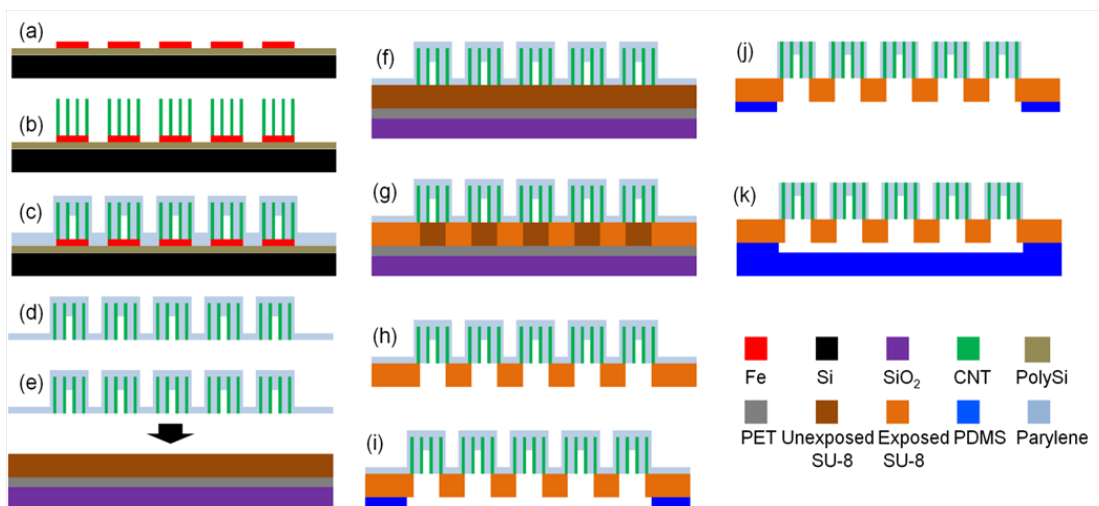 (a)
(b)
(c)
(d)
(e)
(f)
(g)
(h)
(i)
(j)
(k)
Fe Si SiO₂ CNT PolySi
PET Unexposed Exposed PDMS Parylene
SU-8 SU-8